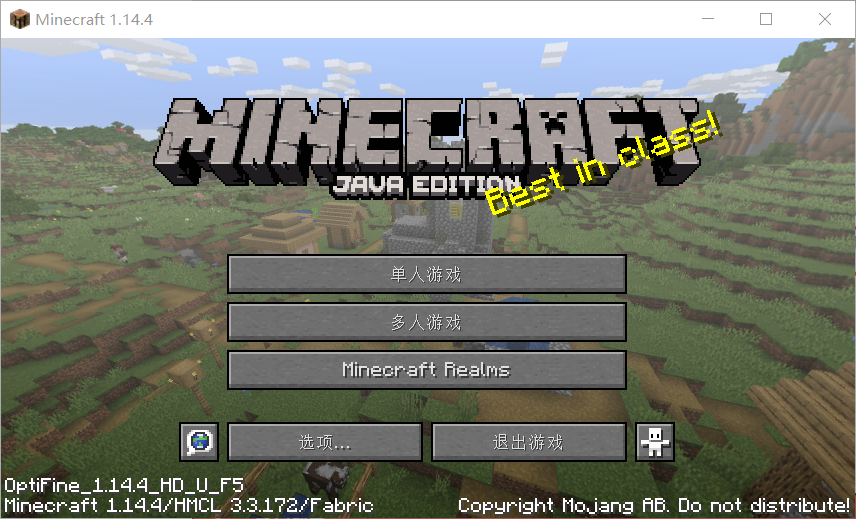 Minecraft 1.14.4
MINECRAFT
JAVA EDITION
Best in class!
单人游戏
多人游戏
Minecraft Realms
选项...
退出游戏
OptiFine_1.14.4_HD_U_F5
Minecraft 1.14.4/HMCL 3.3.172/Fabric
Copyright Mojang AB. Do not distribute!